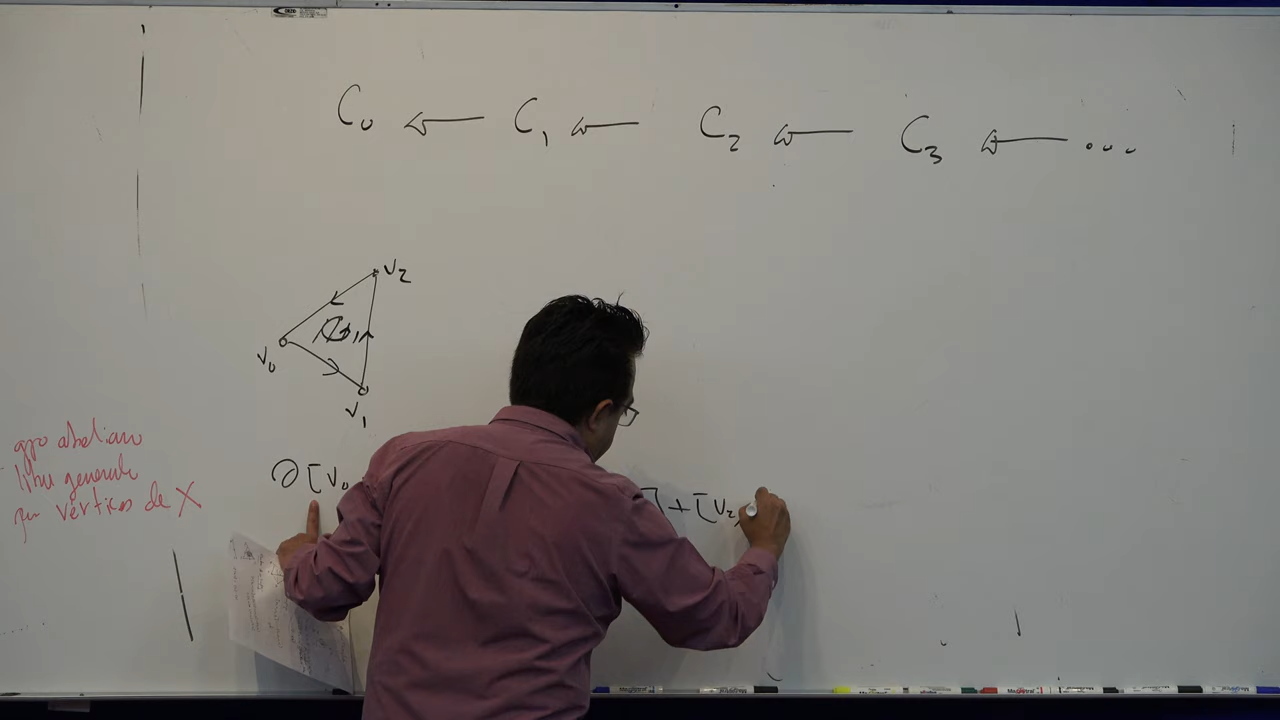 C₀ ← C₁ ← C₂ ← C₃ ← ...
V₂
V₀
V₁
∂[V₀
] + [V₂,
gpo abeliano
libre generado
por vértices de X